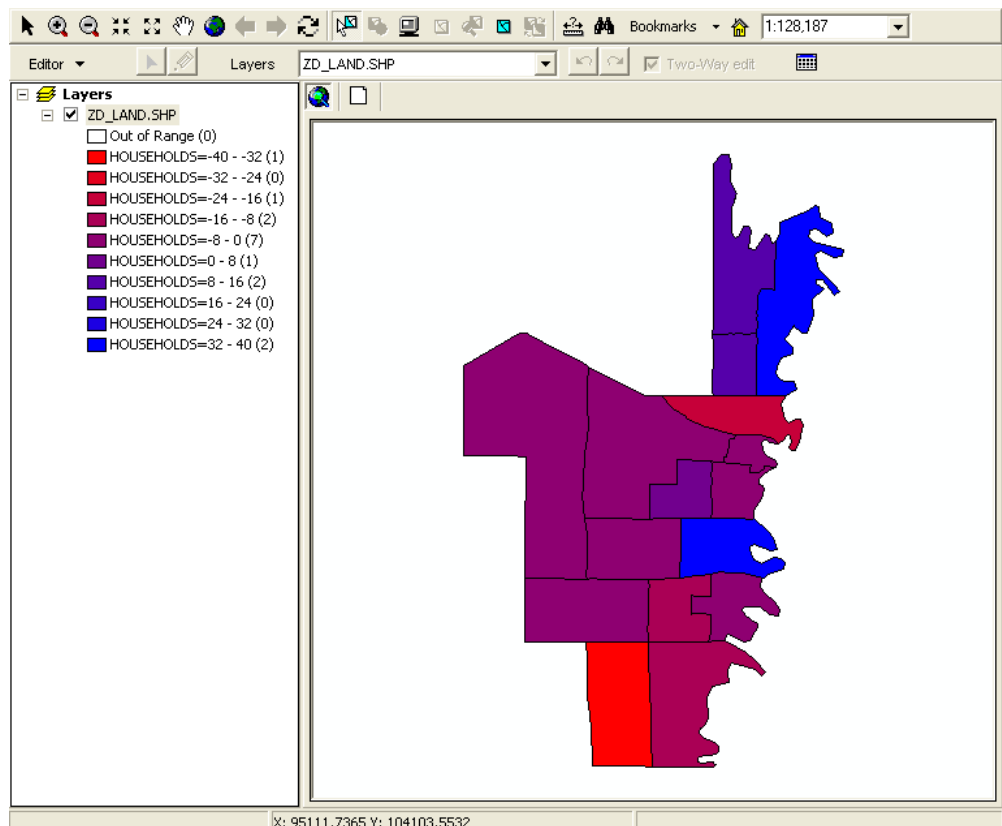 Bookmarks 1:128,187
Editor Layers ZD_LAND.SHP Two-Way edit
Layers
ZD_LAND.SHP
Out of Range (0)
HOUSEHOLDS=-40 - -32 (1)
HOUSEHOLDS=-32 - -24 (0)
HOUSEHOLDS=-24 - -16 (1)
HOUSEHOLDS=-16 - -8 (2)
HOUSEHOLDS=-8 - 0 (7)
HOUSEHOLDS=0 - 8 (1)
HOUSEHOLDS=8 - 16 (2)
HOUSEHOLDS=16 - 24 (0)
HOUSEHOLDS=24 - 32 (0)
HOUSEHOLDS=32 - 40 (2)
X: 95111.7365 Y: 104103.5532